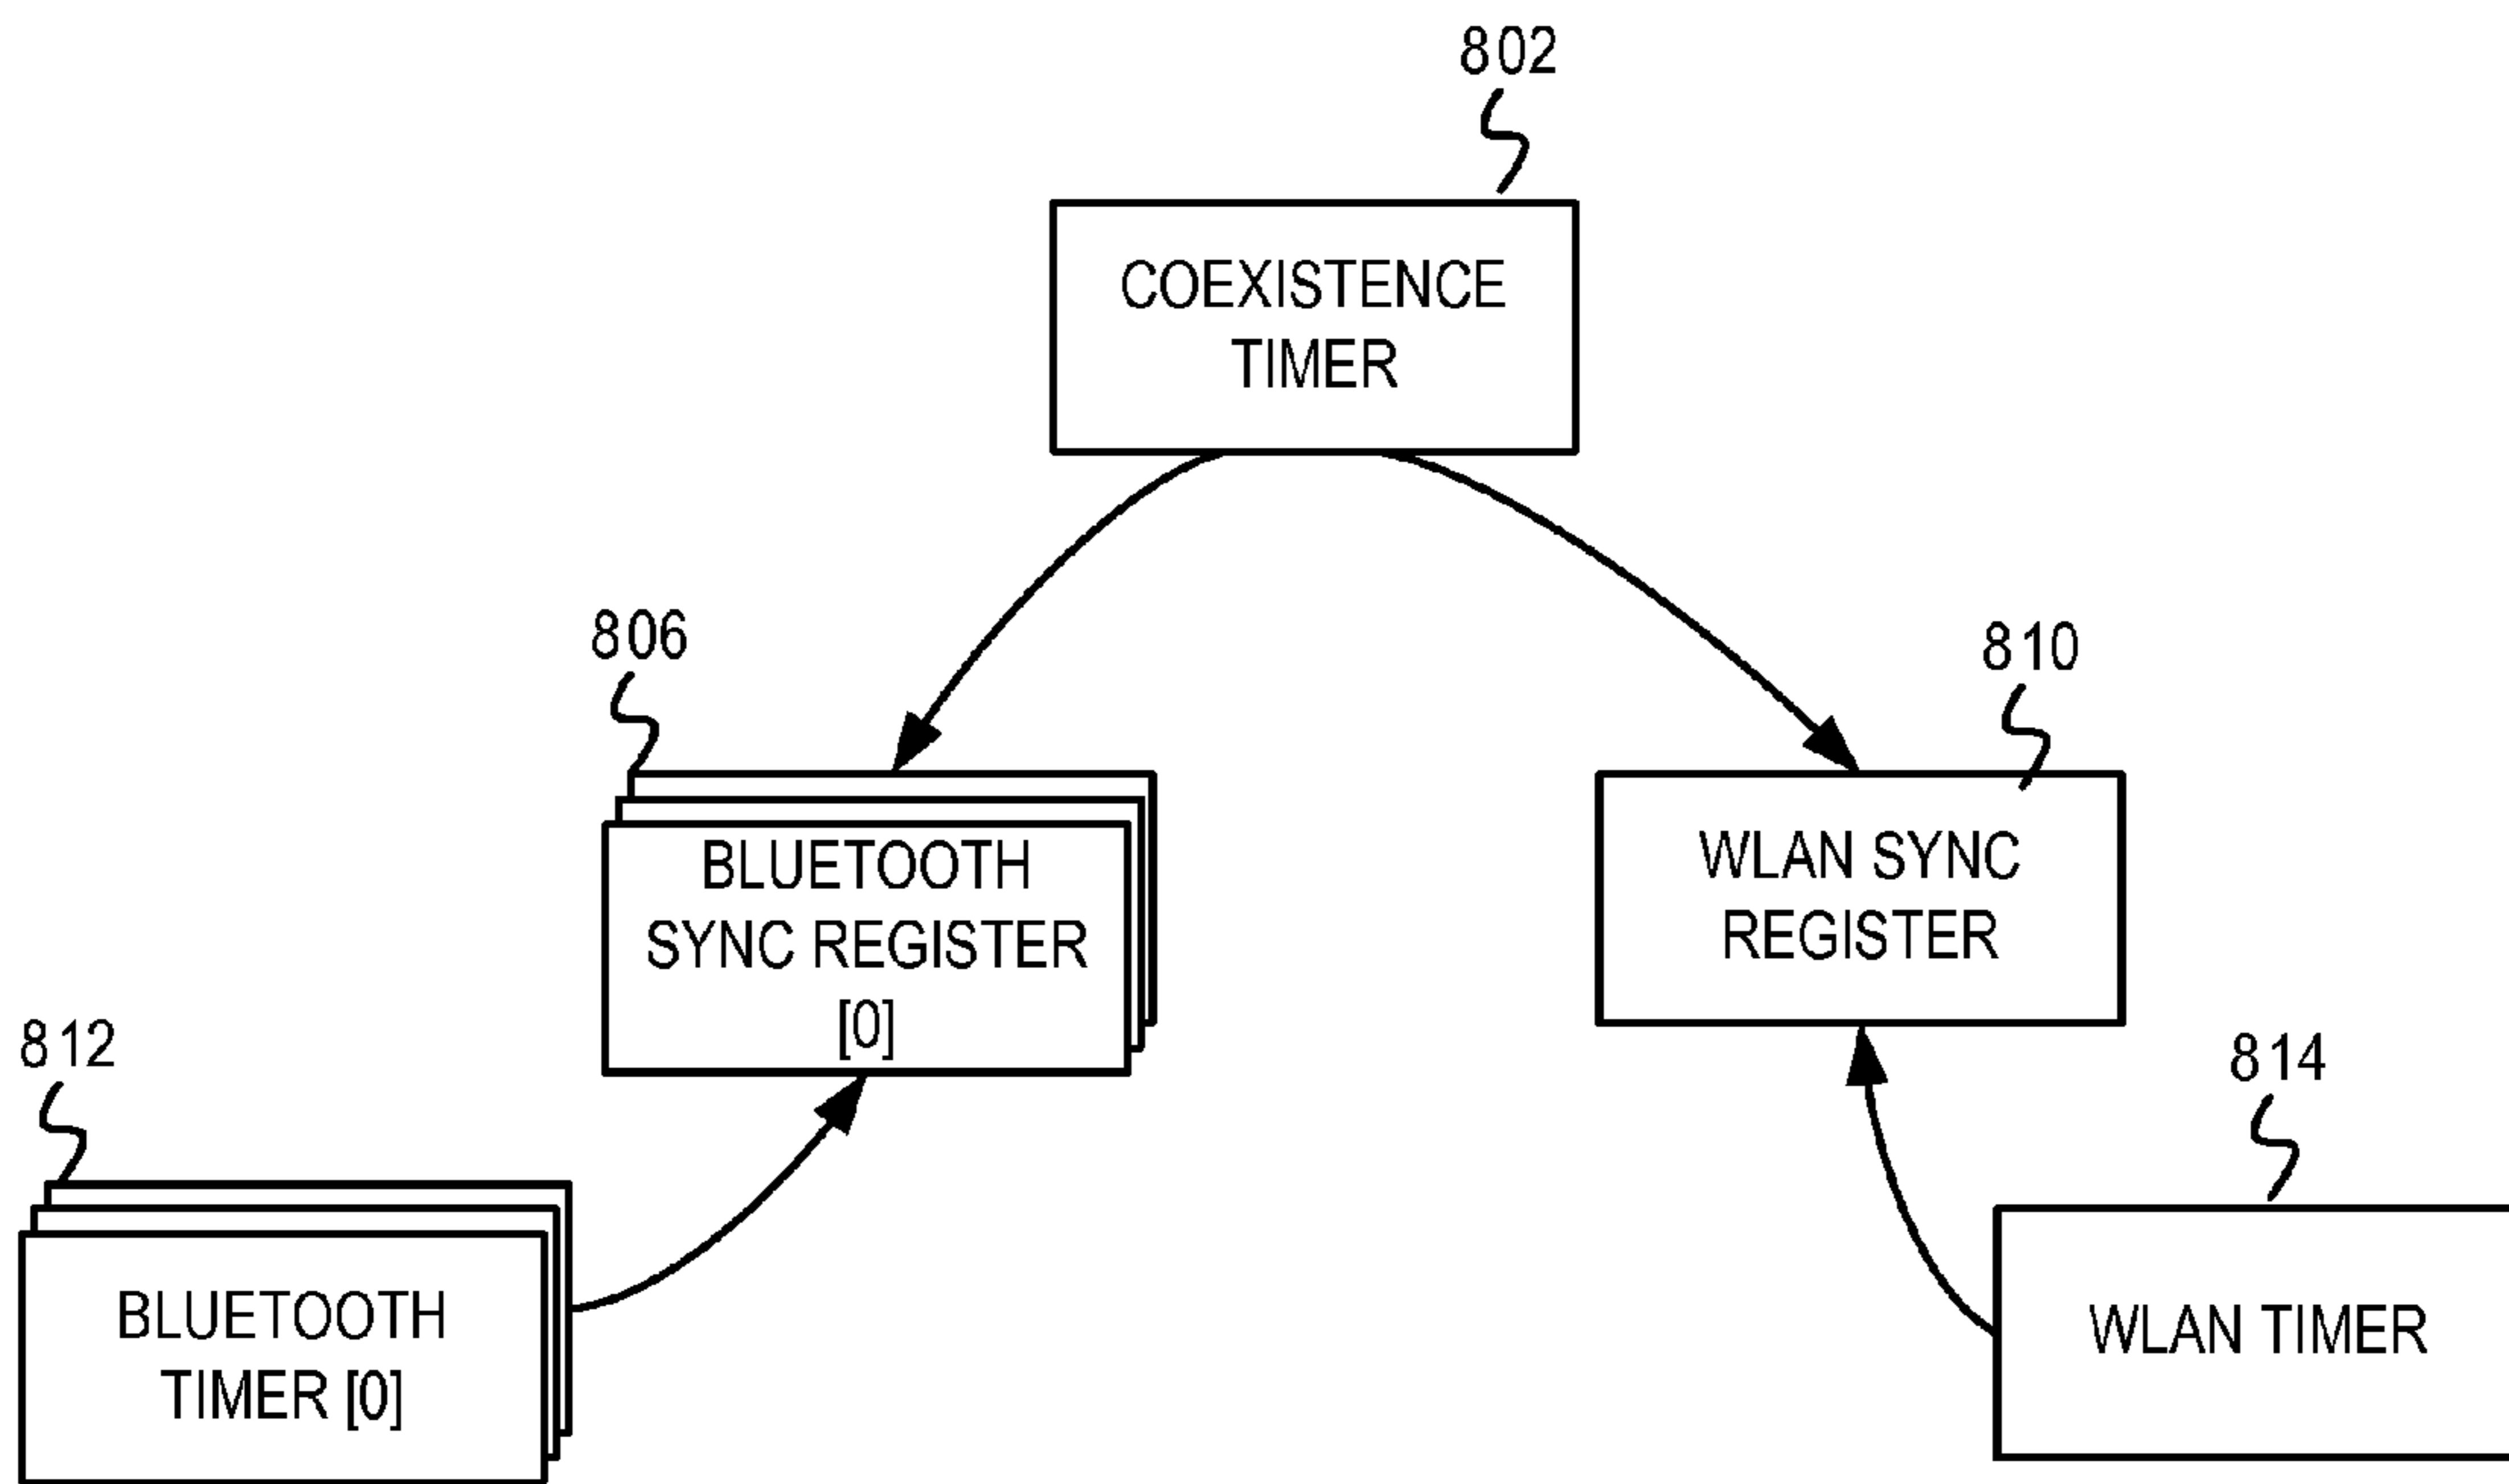 802
COEXISTENCE
TIMER
806
810
BLUETOOTH
SYNC REGISTER
[0]
WLAN SYNC
REGISTER
812
814
BLUETOOTH
TIMER [0]
WLAN TIMER